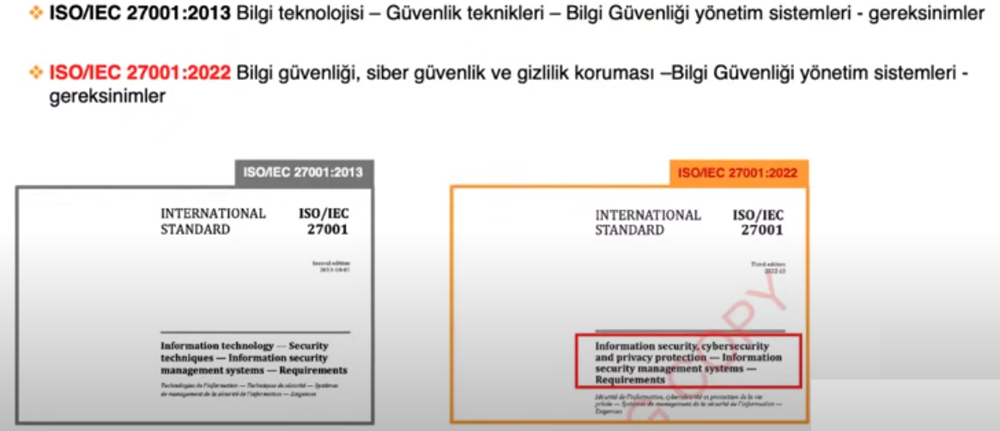 ❖ ISO/IEC 27001:2013 Bilgi teknolojisi – Güvenlik teknikleri – Bilgi Güvenliği yönetim sistemleri - gereksinimler
❖ ISO/IEC 27001:2022 Bilgi güvenliği, siber güvenlik ve gizlilik koruması –Bilgi Güvenliği yönetim sistemleri -
gereksinimler
ISO/IEC 27001:2013
INTERNATIONAL
STANDARD
ISO/IEC
27001
Second edition
2013-10-01
Information technology — Security
techniques — Information security
management systems — Requirements
Technologies de l'information — Techniques de sécurité — Systèmes
de management de la sécurité de l'information — Exigences
ISO/IEC 27001:2022
INTERNATIONAL
STANDARD
ISO/IEC
27001
Third edition
2022-10
Information security, cybersecurity
and privacy protection — Information
security management systems —
Requirements
Sécurité de l'information, cybersécurité et protection de la vie
privée — Systèmes de management de la sécurité de l'information —
Exigences
COPY